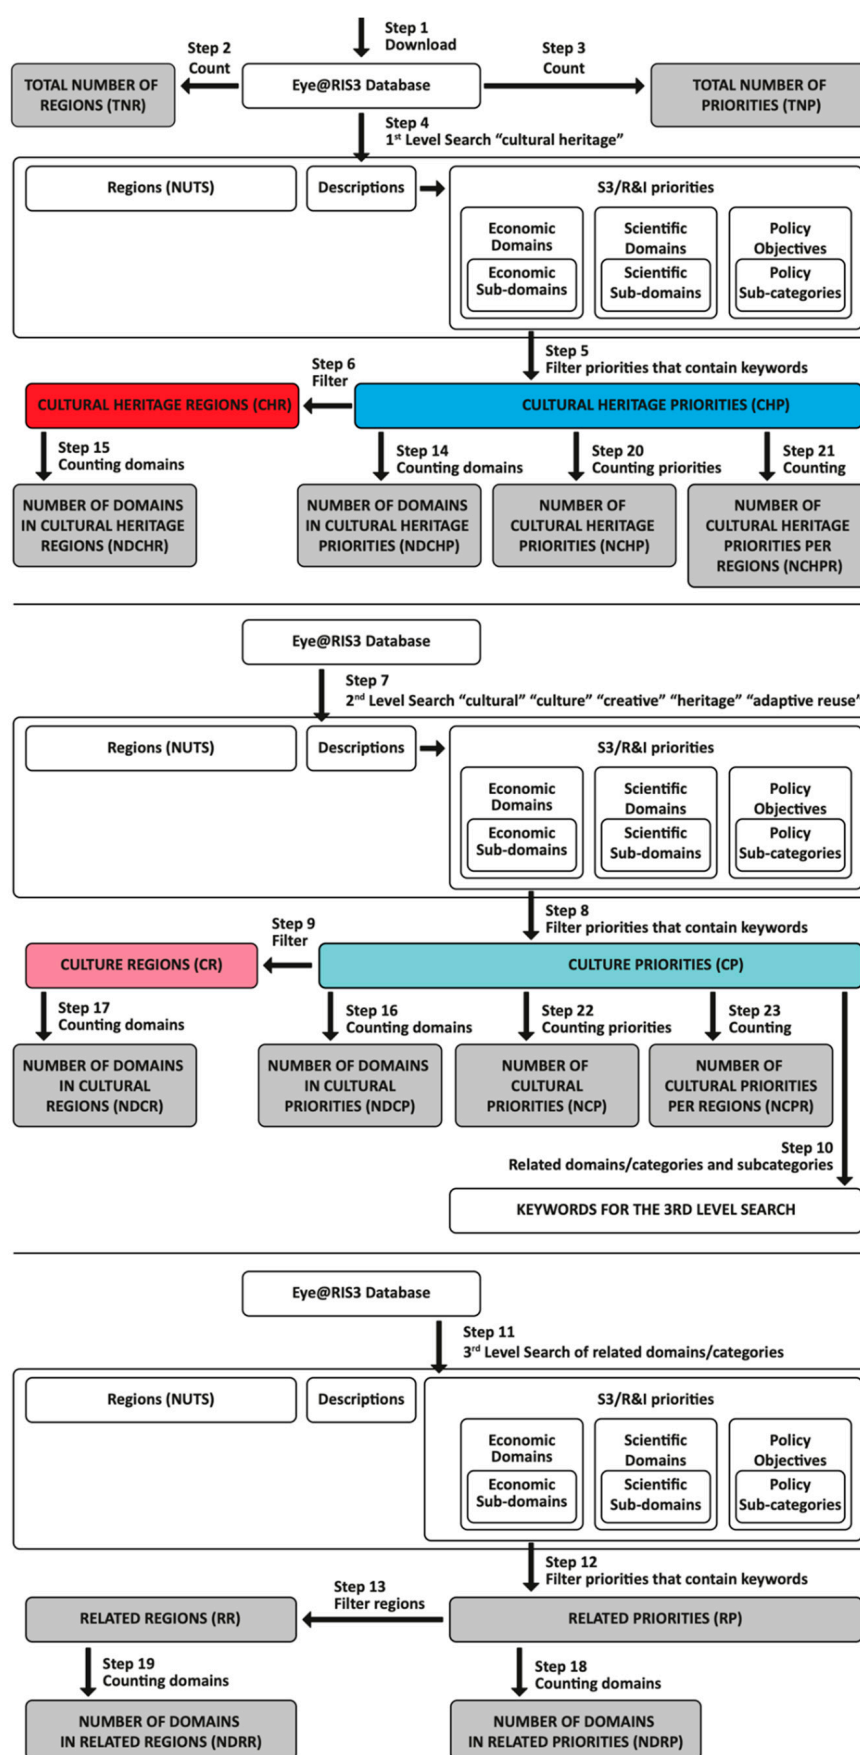 Step 1
Download
Step 2
Count
Step 3
Count
TOTAL NUMBER OF
REGIONS (TNR)
Eye@RIS3 Database
TOTAL NUMBER OF
PRIORITIES (TNP)
Step 4
1st Level Search “cultural heritage”
Regions (NUTS)
Descriptions
S3/R&I priorities
Economic
Domains
Economic
Sub-domains
Scientific
Domains
Scientific
Sub-domains
Policy
Objectives
Policy
Sub-categories
Step 5
Filter priorities that contain keywords
Step 6
Filter
CULTURAL HERITAGE REGIONS (CHR)
CULTURAL HERITAGE PRIORITIES (CHP)
Step 15
Counting domains
Step 14
Counting domains
Step 20
Counting priorities
Step 21
Counting
NUMBER OF DOMAINS
IN CULTURAL HERITAGE
REGIONS (NDCHR)
NUMBER OF DOMAINS
IN CULTURAL HERITAGE
PRIORITIES (NDCHP)
NUMBER OF
CULTURAL HERITAGE
PRIORITIES (NCHP)
NUMBER OF
CULTURAL HERITAGE
PRIORITIES PER
REGIONS (NCHPR)
Eye@RIS3 Database
Step 7
2nd Level Search “cultural” “culture” “creative” “heritage” “adaptive reuse”
Regions (NUTS)
Descriptions
S3/R&I priorities
Economic
Domains
Economic
Sub-domains
Scientific
Domains
Scientific
Sub-domains
Policy
Objectives
Policy
Sub-categories
Step 8
Filter priorities that contain keywords
Step 9
Filter
CULTURE REGIONS (CR)
CULTURE PRIORITIES (CP)
Step 17
Counting domains
Step 16
Counting domains
Step 22
Counting priorities
Step 23
Counting
NUMBER OF DOMAINS
IN CULTURAL
REGIONS (NDCR)
NUMBER OF DOMAINS
IN CULTURAL
PRIORITIES (NDCP)
NUMBER OF
CULTURAL
PRIORITIES (NCP)
NUMBER OF
CULTURAL PRIORITIES
PER REGIONS (NCPR)
Step 10
Related domains/categories and subcategories
KEYWORDS FOR THE 3RD LEVEL SEARCH
Eye@RIS3 Database
Step 11
3rd Level Search of related domains/categories
Regions (NUTS)
Descriptions
S3/R&I priorities
Economic
Domains
Economic
Sub-domains
Scientific
Domains
Scientific
Sub-domains
Policy
Objectives
Policy
Sub-categories
Step 12
Filter priorities that contain keywords
Step 13
Filter regions
RELATED REGIONS (RR)
RELATED PRIORITIES (RP)
Step 19
Counting domains
Step 18
Counting domains
NUMBER OF DOMAINS
IN RELATED REGIONS (NDRR)
NUMBER OF DOMAINS
IN RELATED PRIORITIES (NDRP)